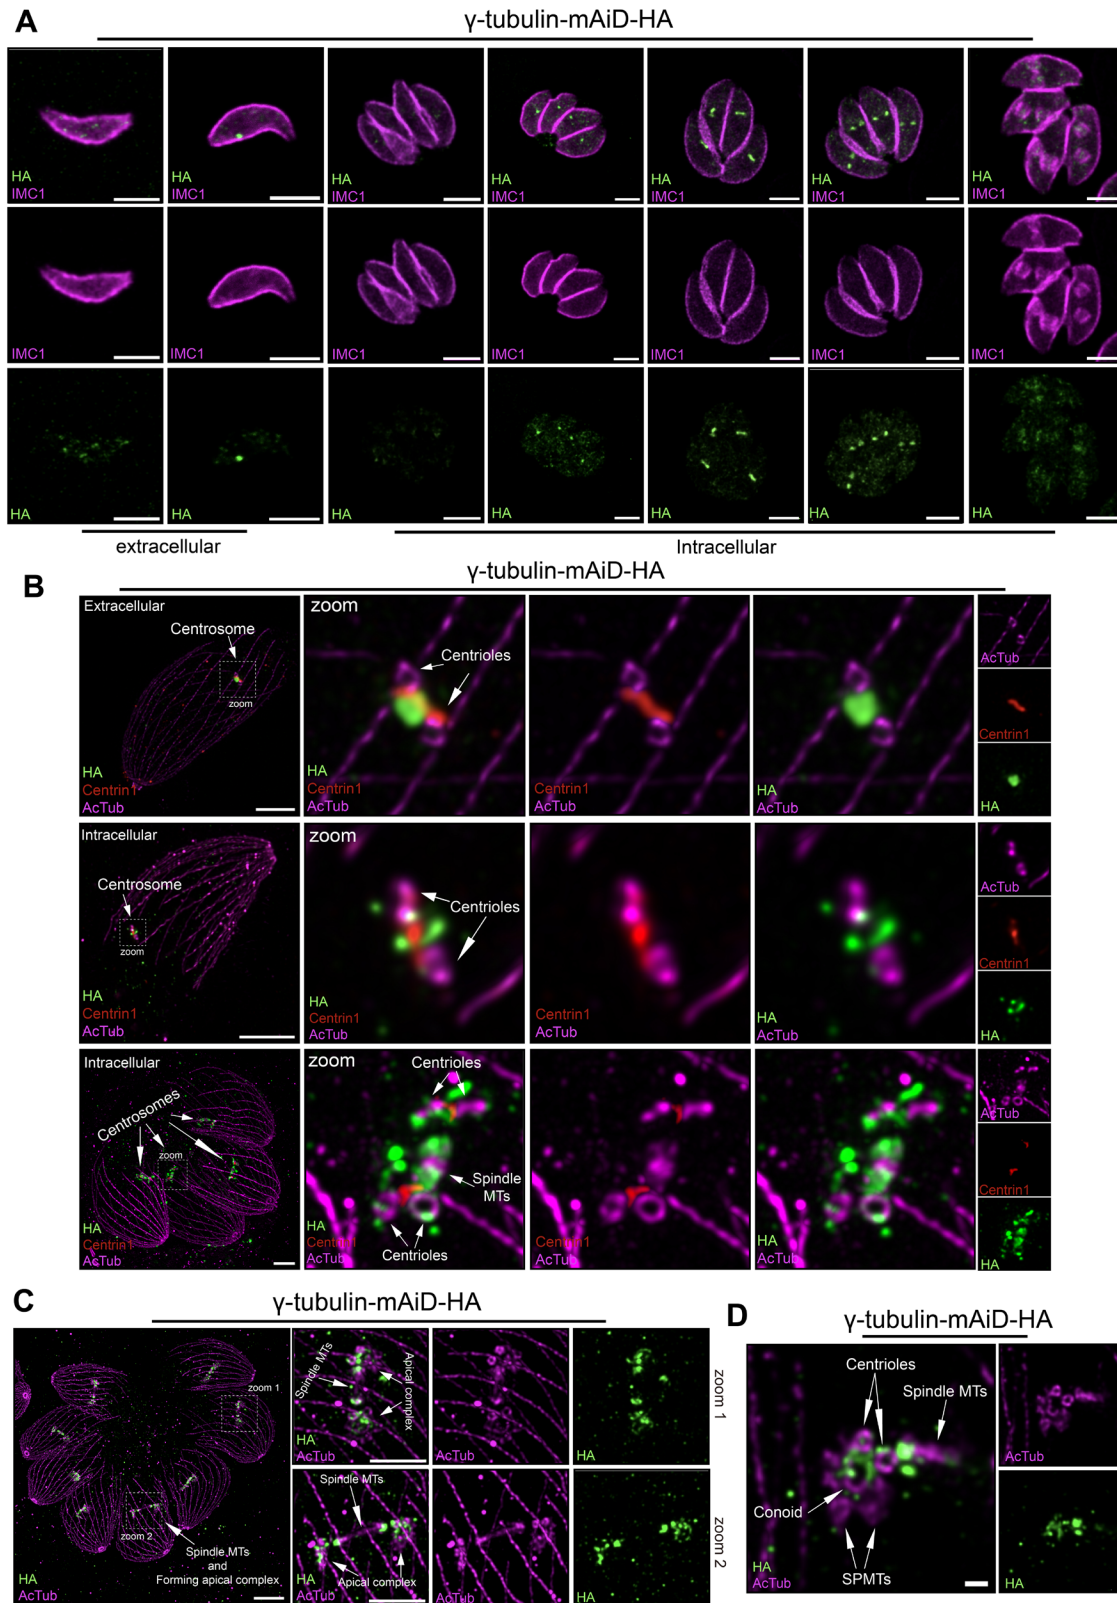 A
γ-tubulin-mAiD-HA
HA
IMC1
HA
IMC1
HA
IMC1
HA
IMC1
HA
IMC1
HA
IMC1
HA
IMC1
IMC1
IMC1
IMC1
IMC1
IMC1
IMC1
IMC1
HA
HA
HA
HA
HA
HA
HA
extracellular
Intracellular
B
γ-tubulin-mAiD-HA
Extracellular
Centrosome
zoom
HA
Centrin1
AcTub
zoom
Centrioles
HA
Centrin1
AcTub
Centrin1
AcTub
HA
AcTub
AcTub
Centrin1
HA
Intracellular
Centrosome
zoom
HA
Centrin1
AcTub
zoom
Centrioles
HA
Centrin1
AcTub
Centrin1
AcTub
HA
AcTub
AcTub
Centrin1
HA
Intracellular
Centrosomes
zoom
HA
Centrin1
AcTub
zoom
Centrioles
Spindle
MTs
Centrioles
HA
Centrin1
AcTub
Centrin1
AcTub
HA
AcTub
AcTub
Centrin1
HA
C
γ-tubulin-mAiD-HA
zoom 1
zoom 2
Spindle MTs
and
Forming apical complex
HA
AcTub
Spindle MTs
Apical complex
HA
AcTub
AcTub
HA
zoom 1
Spindle MTs
Apical complex
HA
AcTub
AcTub
HA
zoom 2
D
γ-tubulin-mAiD-HA
Centrioles
Spindle MTs
Conoid
SPMTs
HA
AcTub
AcTub
HA